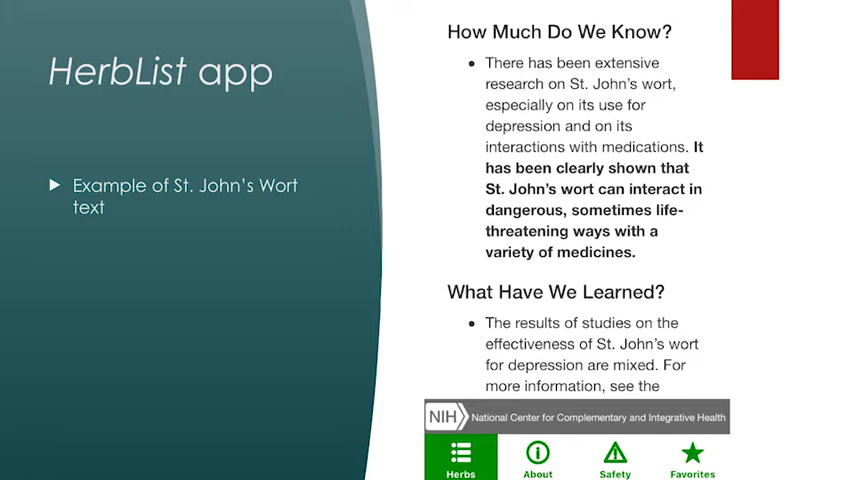 HerbList app
Example of St. John's Wort
text
How Much Do We Know?
There has been extensive
research on St. John's wort,
especially on its use for
depression and on its
interactions with medications. It
has been clearly shown that
St. John's wort can interact in
dangerous, sometimes life-
threatening ways with a
variety of medicines.
What Have We Learned?
The results of studies on the
effectiveness of St. John's wort
for depression are mixed. For
more information, see the
NIH National Center for Complementary and Integrative Health
Herbs About Safety Favorites